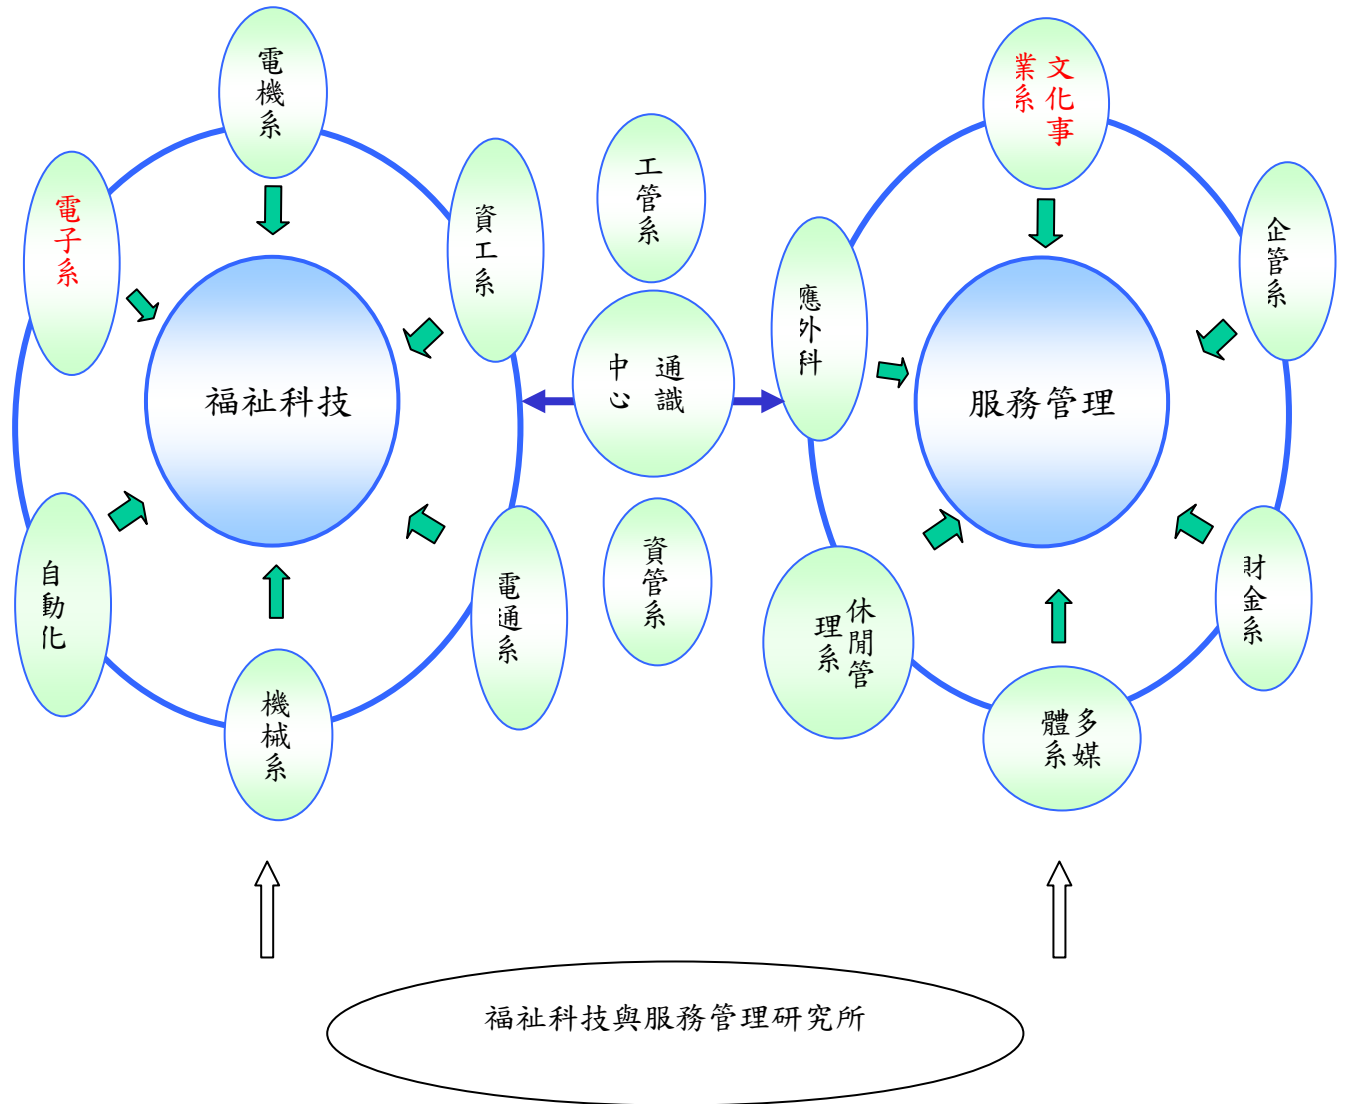 電機系
電子系
資工系
福祉科技
自動化
電通系
機械系
工管系
通識
中心
資管系
文化事
業系
應外科
企管系
服務管理
休閒管
理系
財金系
多媒
體系
福祉科技與服務管理研究所